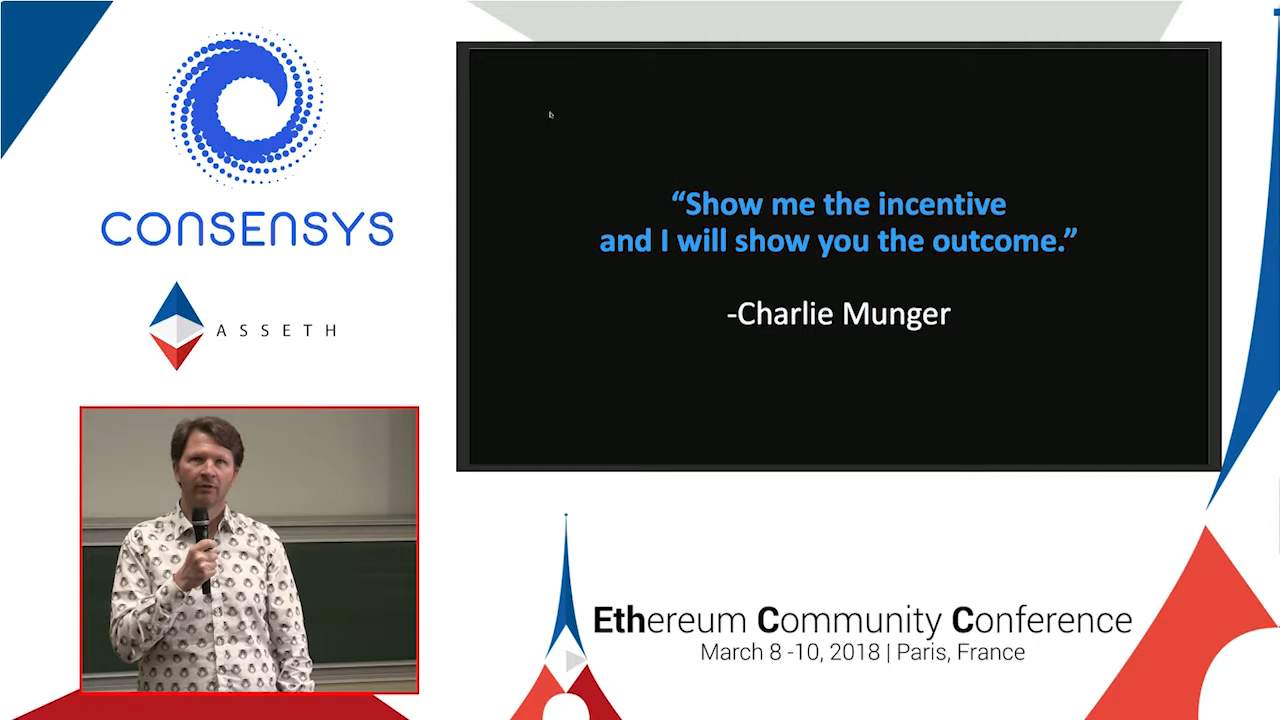 CONSENSYS
ASSETH
“Show me the incentive
and I will show you the outcome.”
-Charlie Munger
Ethereum Community Conference
March 8 -10, 2018 | Paris, France